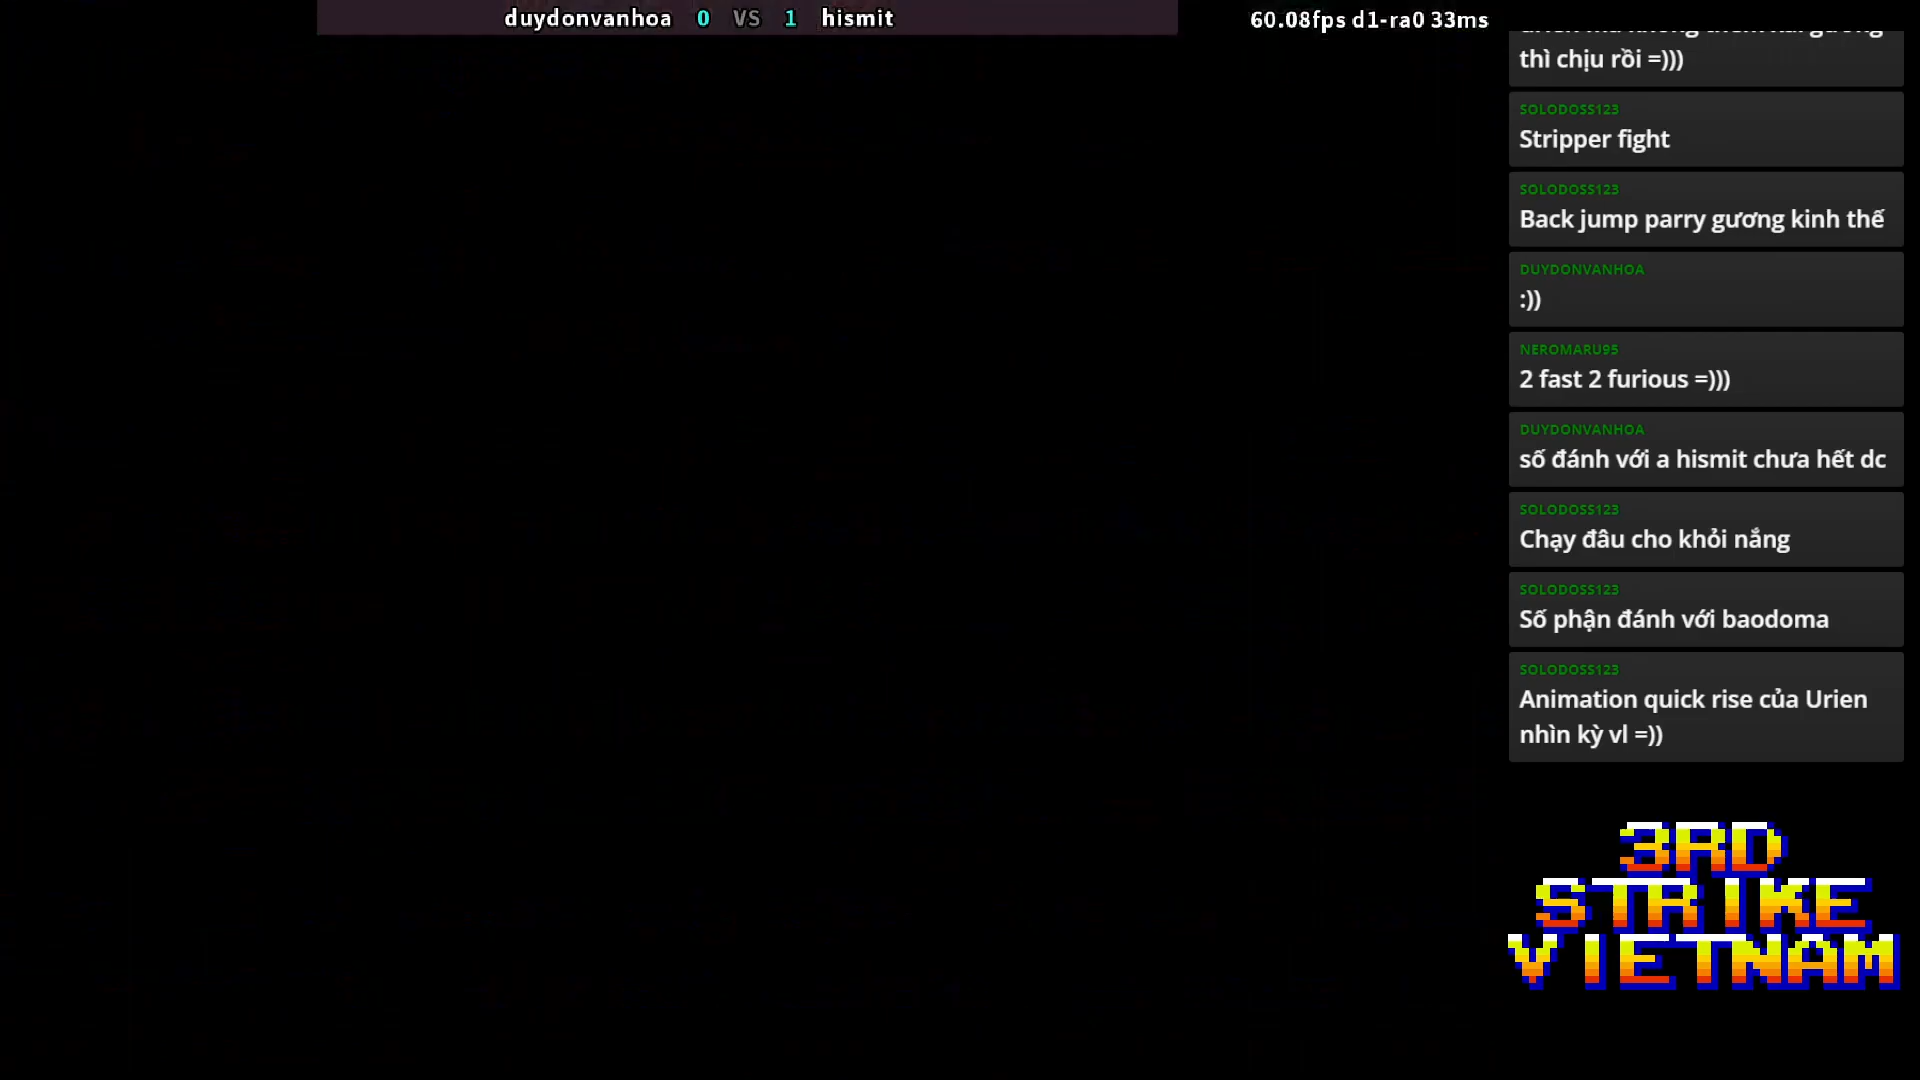 duydonvanhoa 0 VS 1 hismit
60.08fps d1-ra0 33ms
thì chịu rồi =)))
SOLODOSS123
Stripper fight
SOLODOSS123
Back jump parry gương kinh thế
DUYDONVANHOA
:))
NEROMARU95
2 fast 2 furious =)))
DUYDONVANHOA
số đánh với a hismit chưa hết dc
SOLODOSS123
Chạy đâu cho khỏi nắng
SOLODOSS123
Số phận đánh với baodoma
SOLODOSS123
Animation quick rise của Urien
nhìn kỳ vl =))
3RD
STRIKE
VIETNAM